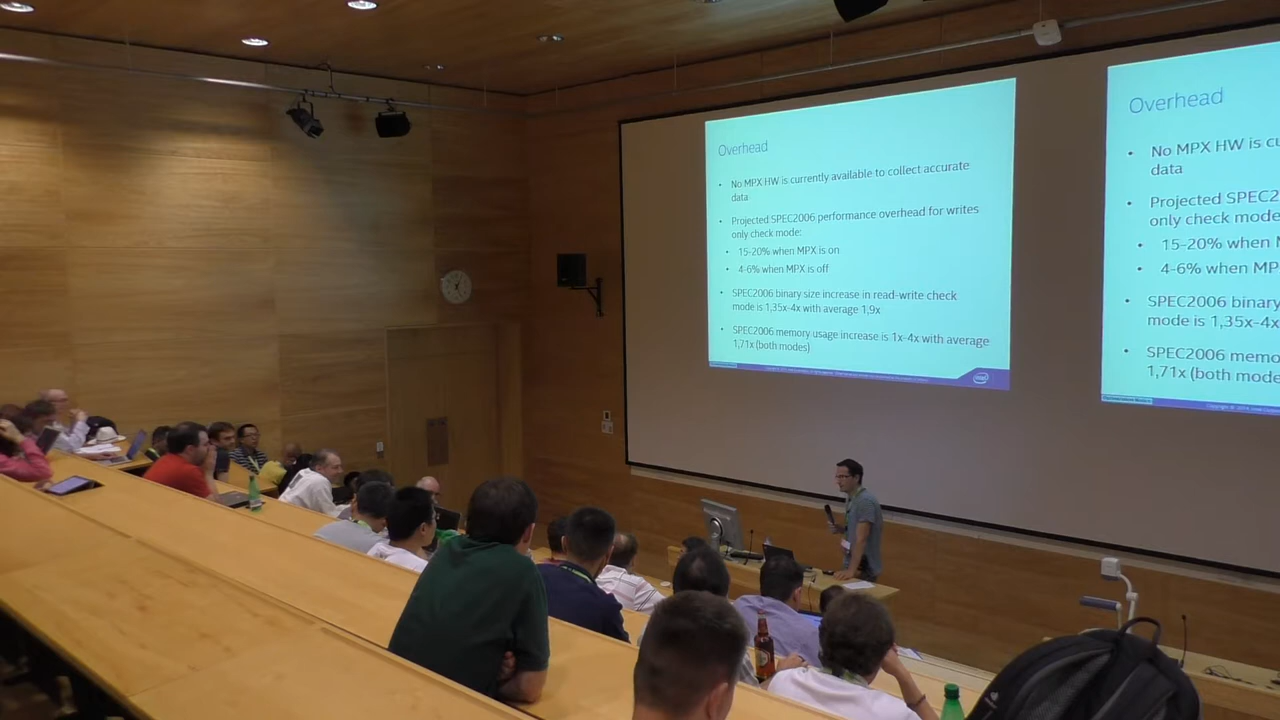 Overhead
• No MPX HW is currently available to collect accurate
data
• Projected SPEC2006 performance overhead for writes
only check mode:
• 15-20% when MPX is on
• 4-6% when MPX is off
• SPEC2006 binary size increase in read-write check
mode is 1,35x-4x with average 1,9x
• SPEC2006 memory usage increase is 1x-4x with average
1,71x (both modes)
intel
Overhead
• No MPX HW is cu
data
• Projected SPEC2
only check mode
• 15-20% when M
• 4-6% when MP
• SPEC2006 binary
mode is 1,35x-4x
• SPEC2006 memo
1,71x (both mode